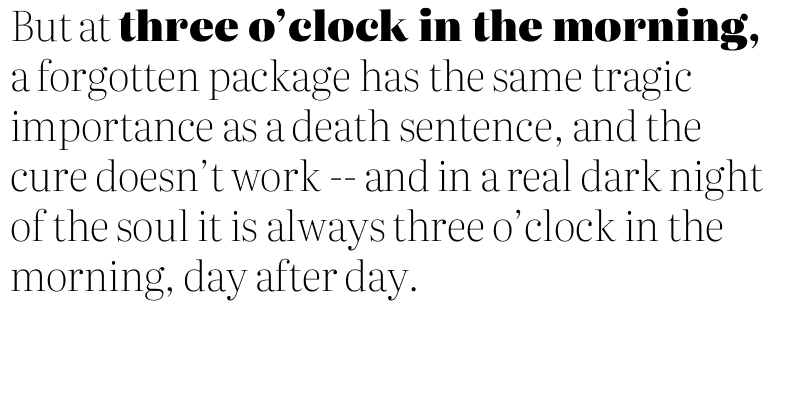 But at three o’clock in the morning,
a forgotten package has the same tragic
importance as a death sentence, and the
cure doesn’t work -- and in a real dark night
of the soul it is always three o’clock in the
morning, day after day.